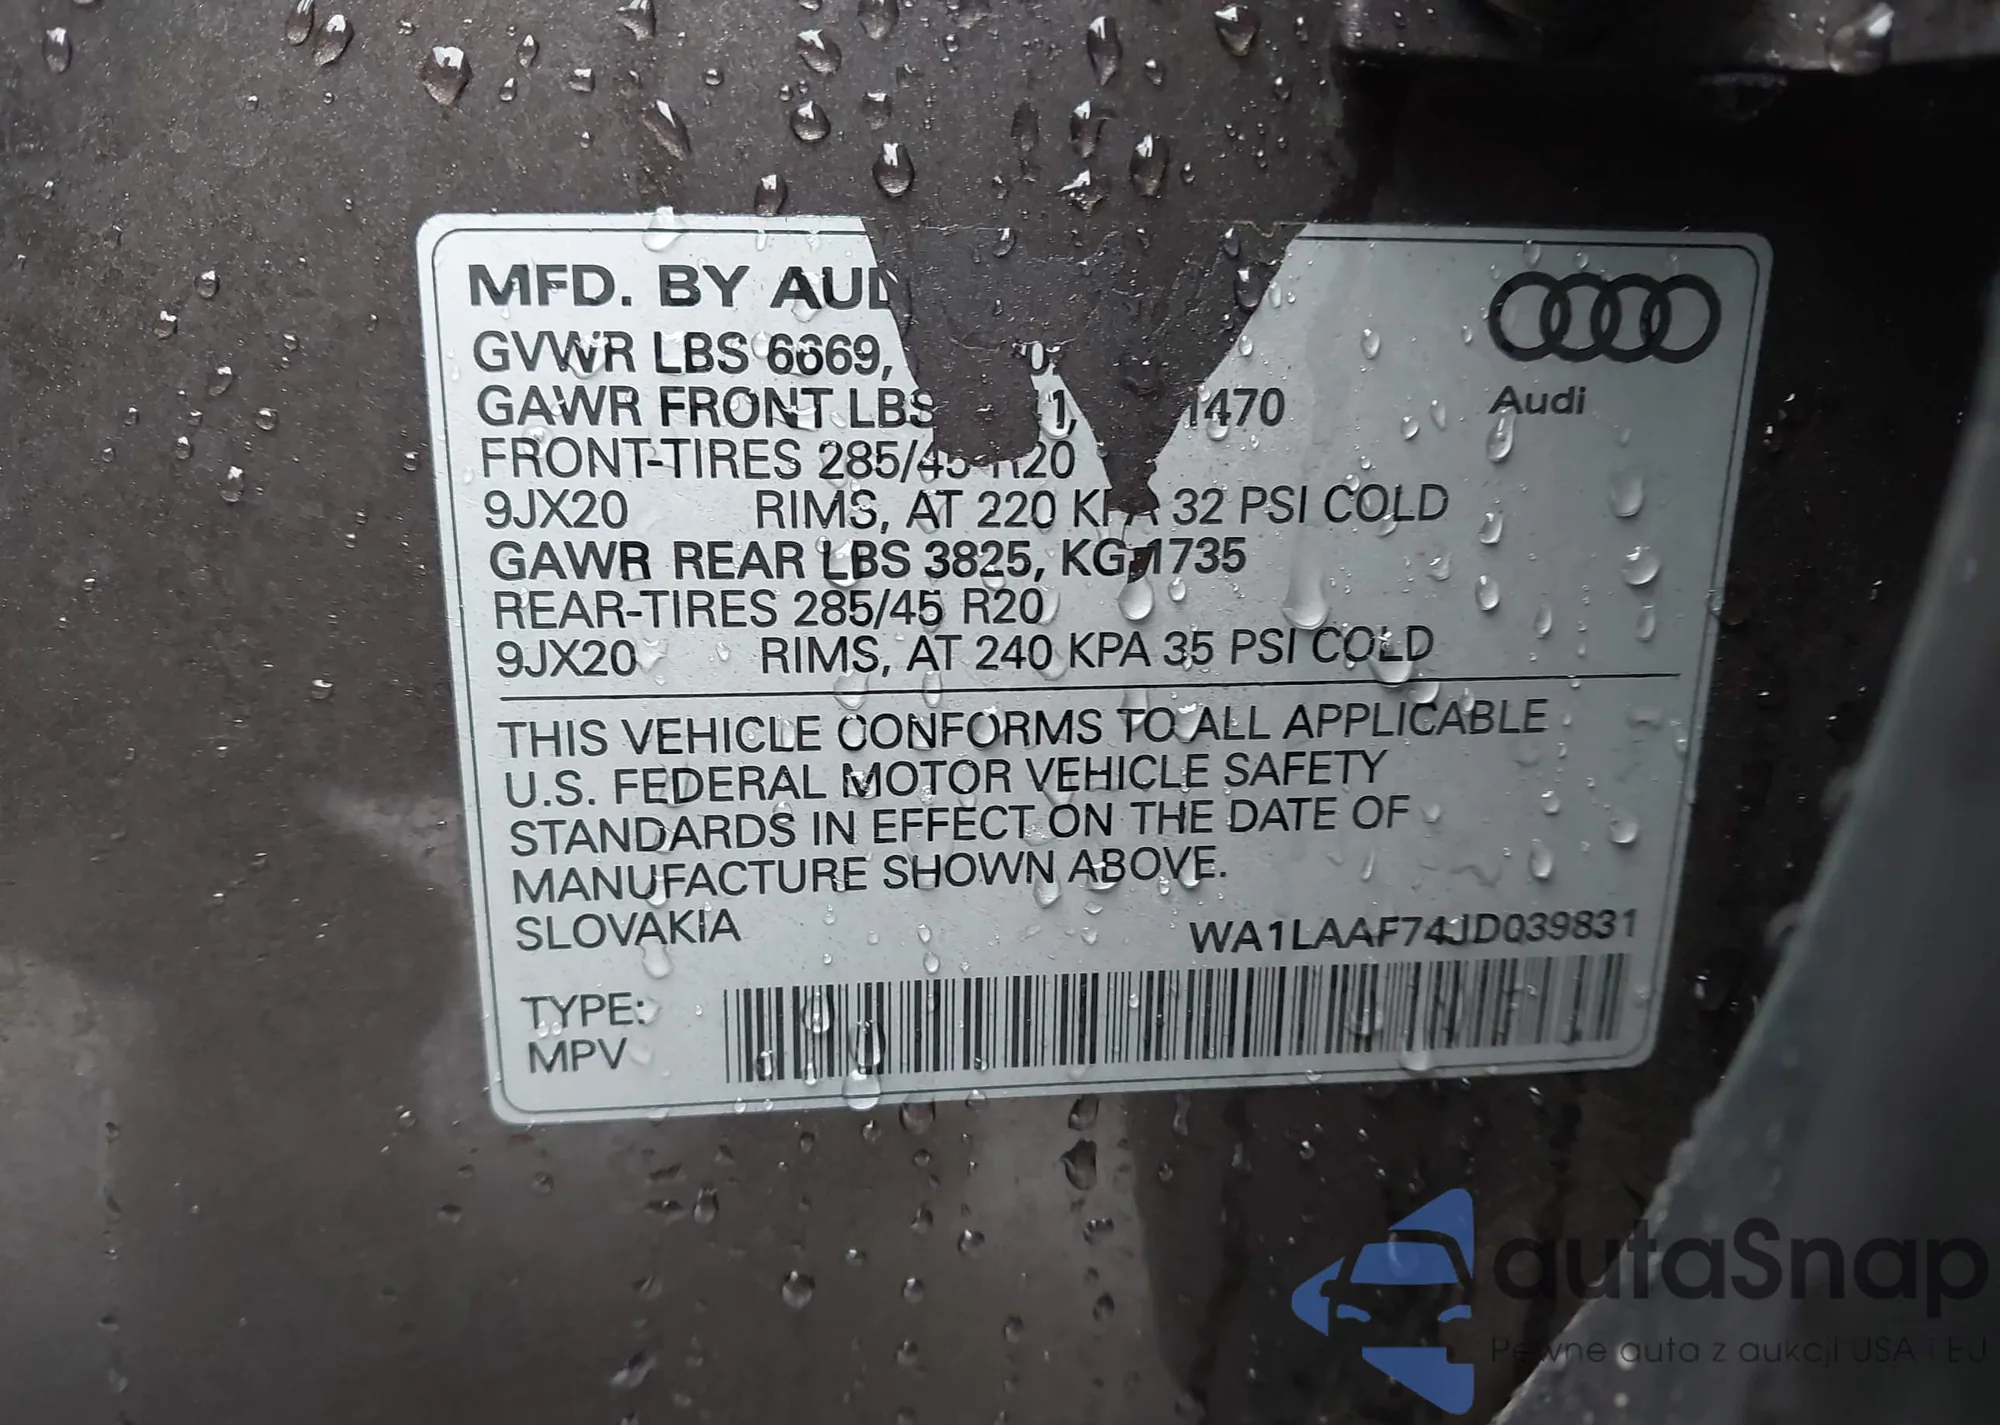 MFD. BY AUD
GVWR LBS 6669, 0,
GAWR FRONT LBS 1, 1470
FRONT-TIRES 285/45 R20
9JX20 RIMS, AT 220 KPA 32 PSI COLD
GAWR REAR LBS 3825, KG 1735
REAR-TIRES 285/45 R20
9JX20 RIMS, AT 240 KPA 35 PSI COLD
Audi
THIS VEHICLE CONFORMS TO ALL APPLICABLE
U.S. FEDERAL MOTOR VEHICLE SAFETY
STANDARDS IN EFFECT ON THE DATE OF
MANUFACTURE SHOWN ABOVE.
SLOVAKIA WA1LAAF74JD039831
TYPE:
MPV
autaSnap
Pewne auta z aukcji USA i EU